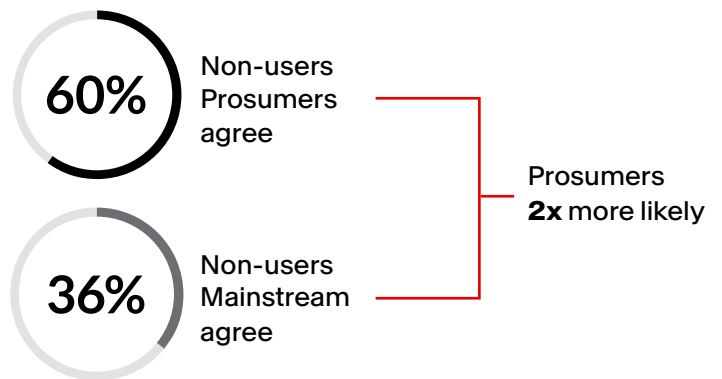 60%
Non-users
Prosumers
agree
Prosumers
2x more likely
36%
Non-users
Mainstream
agree